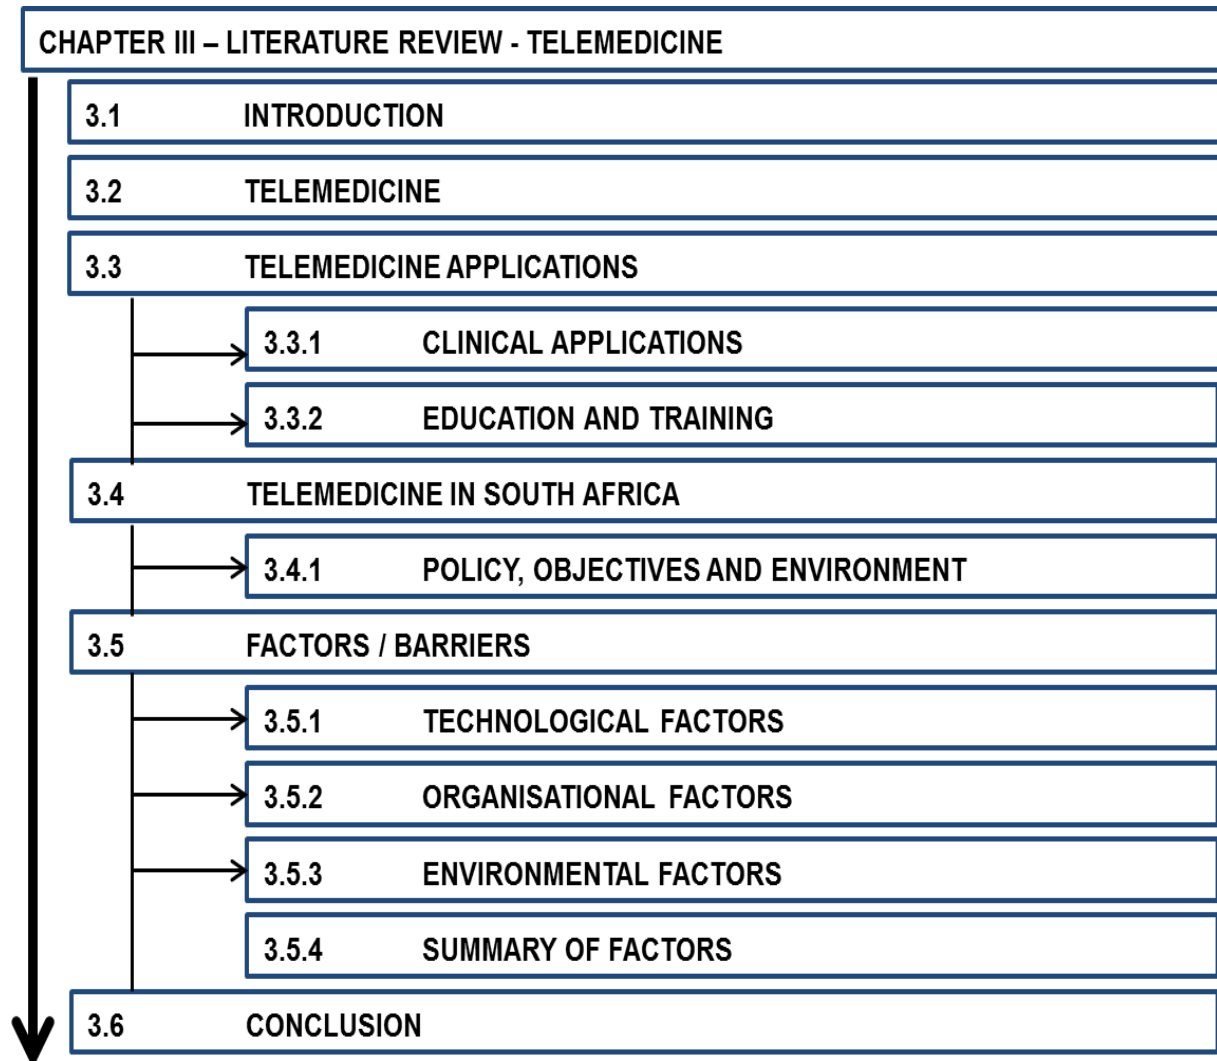 CHAPTER III – LITERATURE REVIEW - TELEMEDICINE
3.1 INTRODUCTION
3.2 TELEMEDICINE
3.3 TELEMEDICINE APPLICATIONS
3.3.1 CLINICAL APPLICATIONS
3.3.2 EDUCATION AND TRAINING
3.4 TELEMEDICINE IN SOUTH AFRICA
3.4.1 POLICY, OBJECTIVES AND ENVIRONMENT
3.5 FACTORS / BARRIERS
3.5.1 TECHNOLOGICAL FACTORS
3.5.2 ORGANISATIONAL FACTORS
3.5.3 ENVIRONMENTAL FACTORS
3.5.4 SUMMARY OF FACTORS
3.6 CONCLUSION